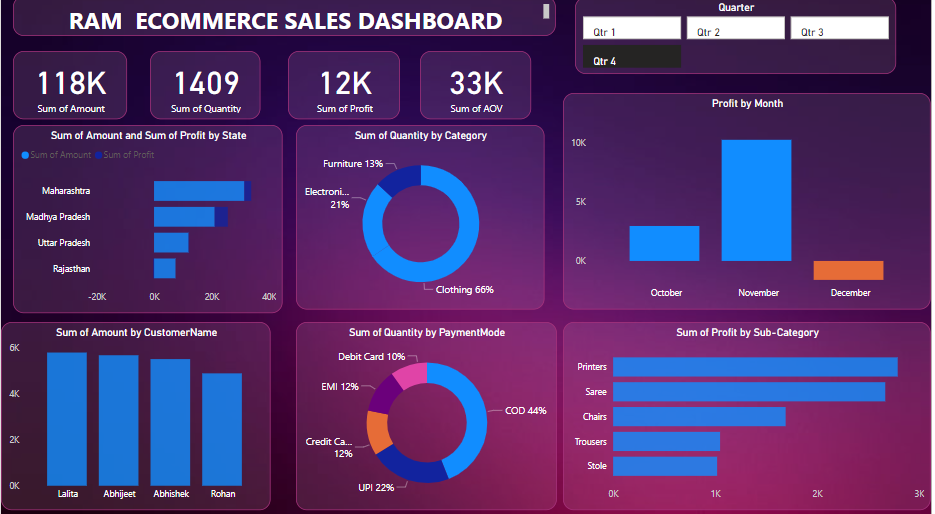 RAM ECOMMERCE SALES DASHBOARD
Quarter
Qtr 1
Qtr 2
Qtr 3
Qtr 4
118K
Sum of Amount
1409
Sum of Quantity
12K
Sum of Profit
33K
Sum of AOV
Sum of Amount and Sum of Profit by State
Sum of Amount
Sum of Profit
Maharashtra
Madhya Pradesh
Uttar Pradesh
Rajasthan
-20K
0K
20K
40K
Sum of Quantity by Category
Furniture 13%
Electroni...
21%
Clothing 66%
Profit by Month
10K
5K
0K
October
November
December
Sum of Amount by CustomerName
6K
4K
2K
0K
Lalita
Abhijeet
Abhishek
Rohan
Sum of Quantity by PaymentMode
Debit Card 10%
EMI 12%
COD 44%
Credit Ca...
12%
UPI 22%
Sum of Profit by Sub-Category
Printers
Saree
Chairs
Trousers
Stole
0K
1K
2K
3K